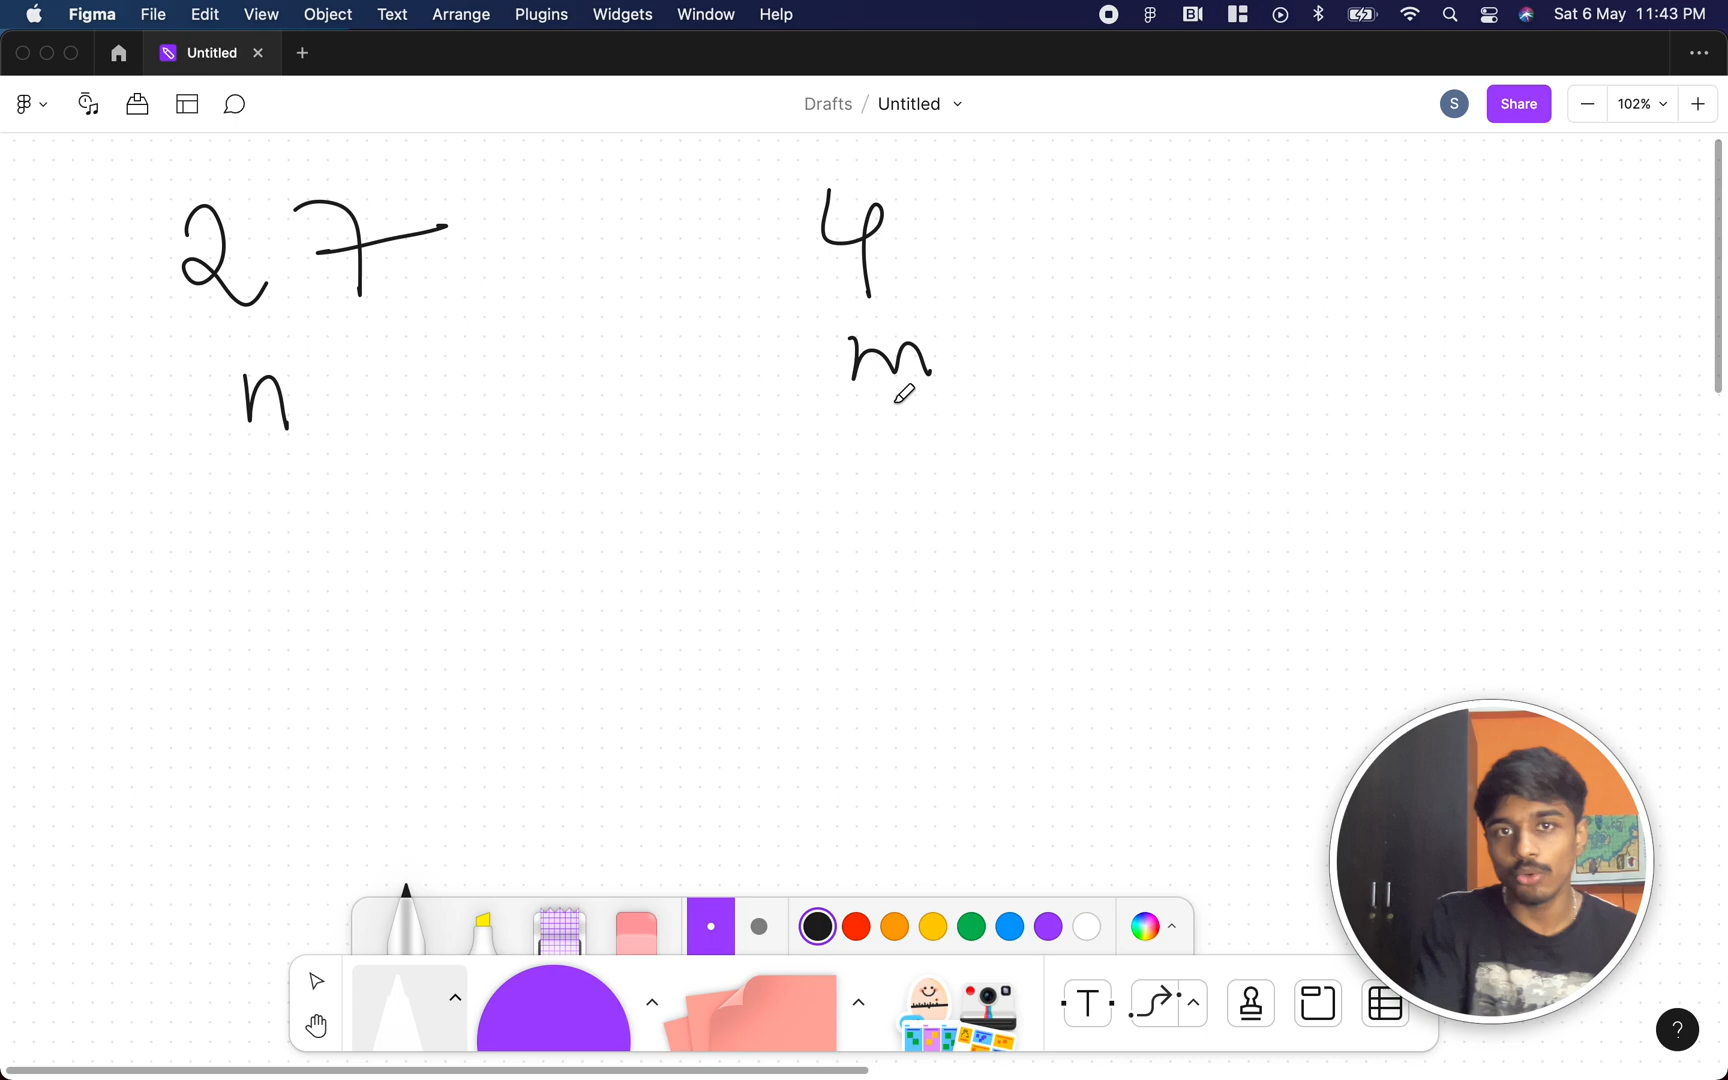 Figma File Edit View Object Text Arrange Plugins Widgets Window Help Sat 6 May 11:43 PM
Untitled
Drafts / Untitled S Share 102%
27 4
n m
T
?